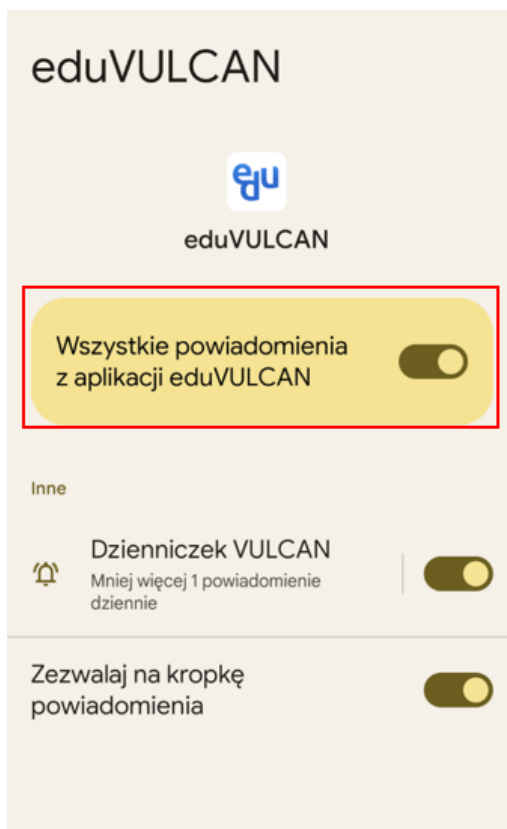 eduVULCAN
edu
eduVULCAN
Wszystkie powiadomienia
z aplikacji eduVULCAN
Inne
Dzienniczek VULCAN
Mniej więcej 1 powiadomienie
dziennie
Zezwalaj na kropkę
powiadomienia